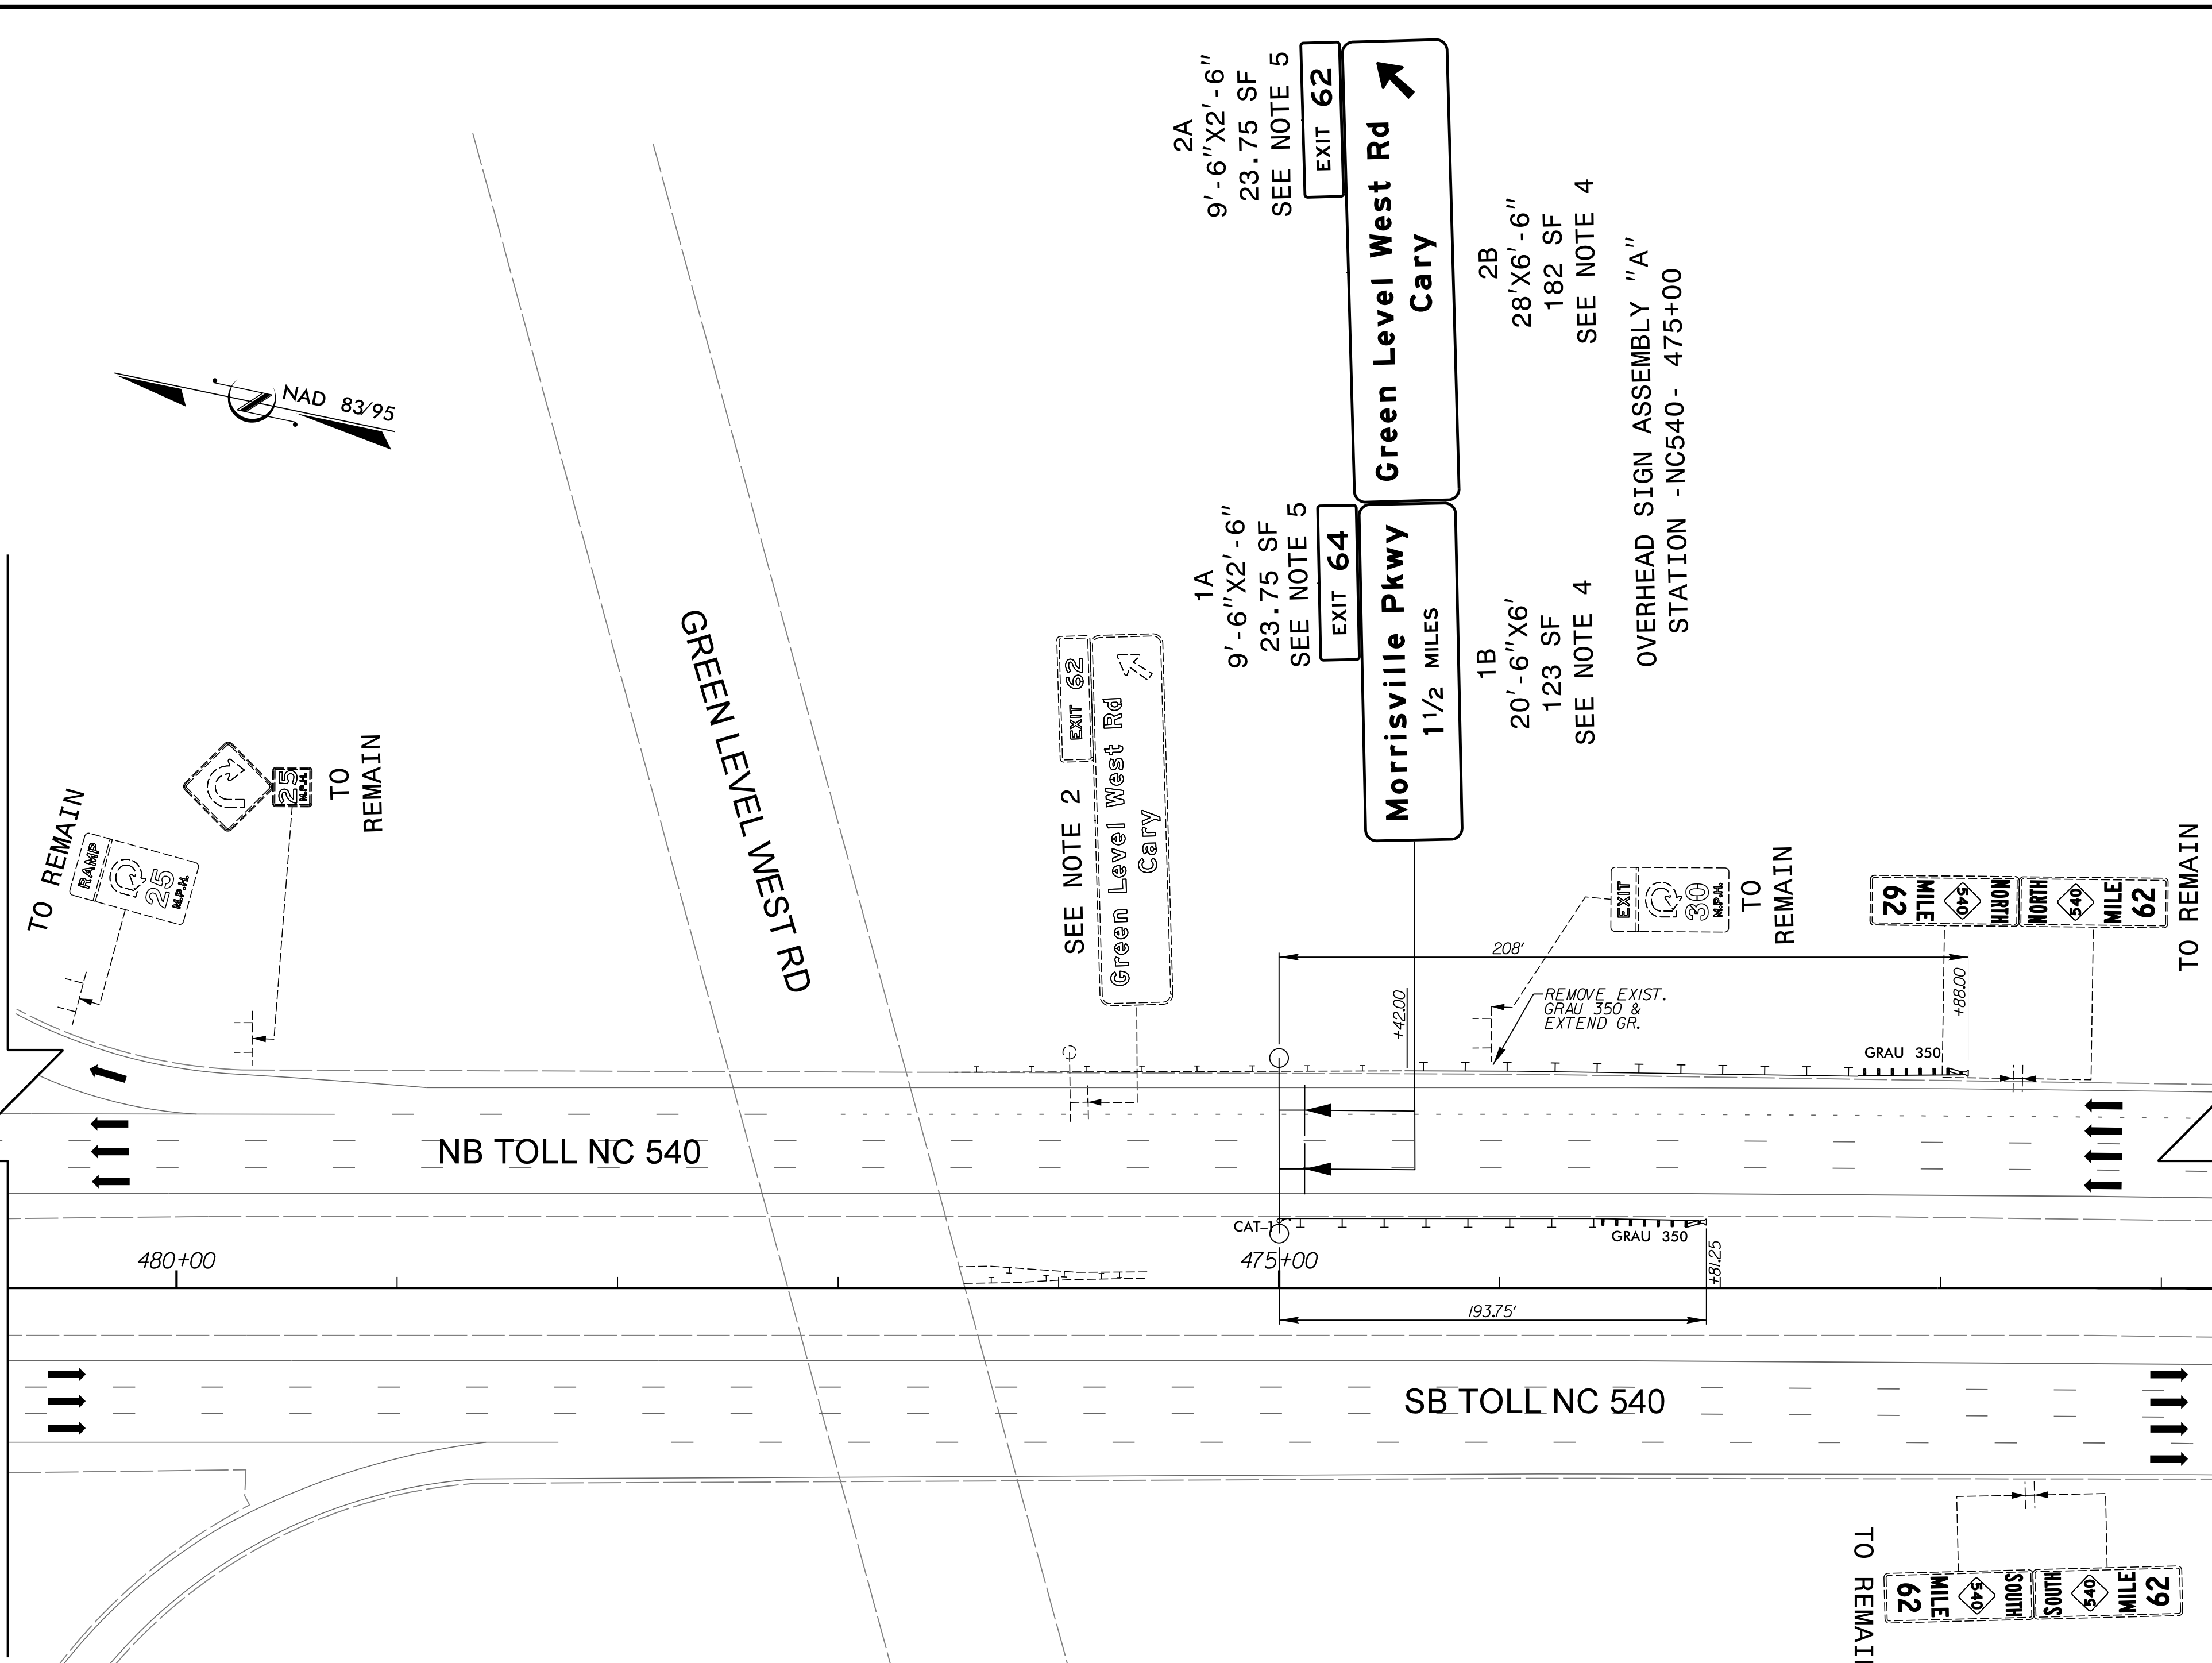 2A
9'-6"X2'-6"
23.75 SF
SEE NOTE 5
EXIT 62
Green Level West Rd
Cary
2B
28'X6'-6"
182 SF
SEE NOTE 4
1A
9'-6"X2'-6"
23.75 SF
SEE NOTE 5
EXIT 64
Morrisville Pkwy
1 1/2 MILES
1B
20'-6"X6'
123 SF
SEE NOTE 4
OVERHEAD SIGN ASSEMBLY "A"
STATION -NC540- 475+00
NAD 83/95
GREEN LEVEL WEST RD
SEE NOTE 2
EXIT 62
Green Level West Rd
Cary
TO REMAIN
RAMP
25
M.P.H.
25
M.P.H.
TO
REMAIN
EXIT
30
M.P.H.
TO
REMAIN
62
MILE
540
NORTH
NORTH
540
MILE
62
TO REMAIN
208'
+42.00
+88.00
REMOVE EXIST.
GRAU 350 &
EXTEND GR.
GRAU 350
NB TOLL NC 540
CAT-1
GRAU 350
480+00
475+00
+81.25
193.75'
SB TOLL NC 540
TO REMAI
62
MILE
540
SOUTH
SOUTH
540
MILE
62